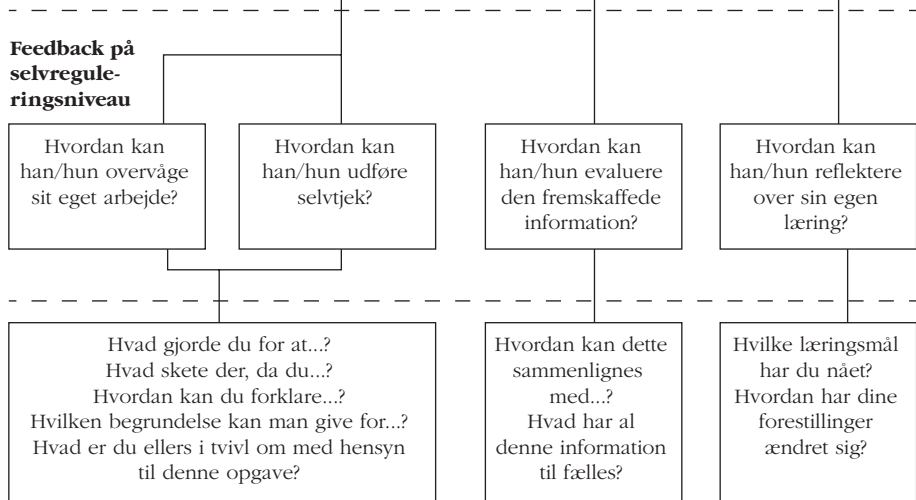 Feedback på
selvregule-
ringsniveau
Hvordan kan
han/hun overvåge
sit eget arbejde?
Hvordan kan
han/hun udføre
selvtjek?
Hvordan kan
han/hun evaluere
den fremskaffede
information?
Hvordan kan
han/hun reflektere
over sin egen
læring?
Hvad gjorde du for at...?
Hvad skete der, da du...?
Hvordan kan du forklare...?
Hvilken begrundelse kan man give for...?
Hvad er du ellers i tvivl om med hensyn
til denne opgave?
Hvordan kan dette
sammenlignes
med...?
Hvad har al
denne information
til fælles?
Hvilke læringsmål
har du nået?
Hvordan har dine
forestillinger
ændret sig?